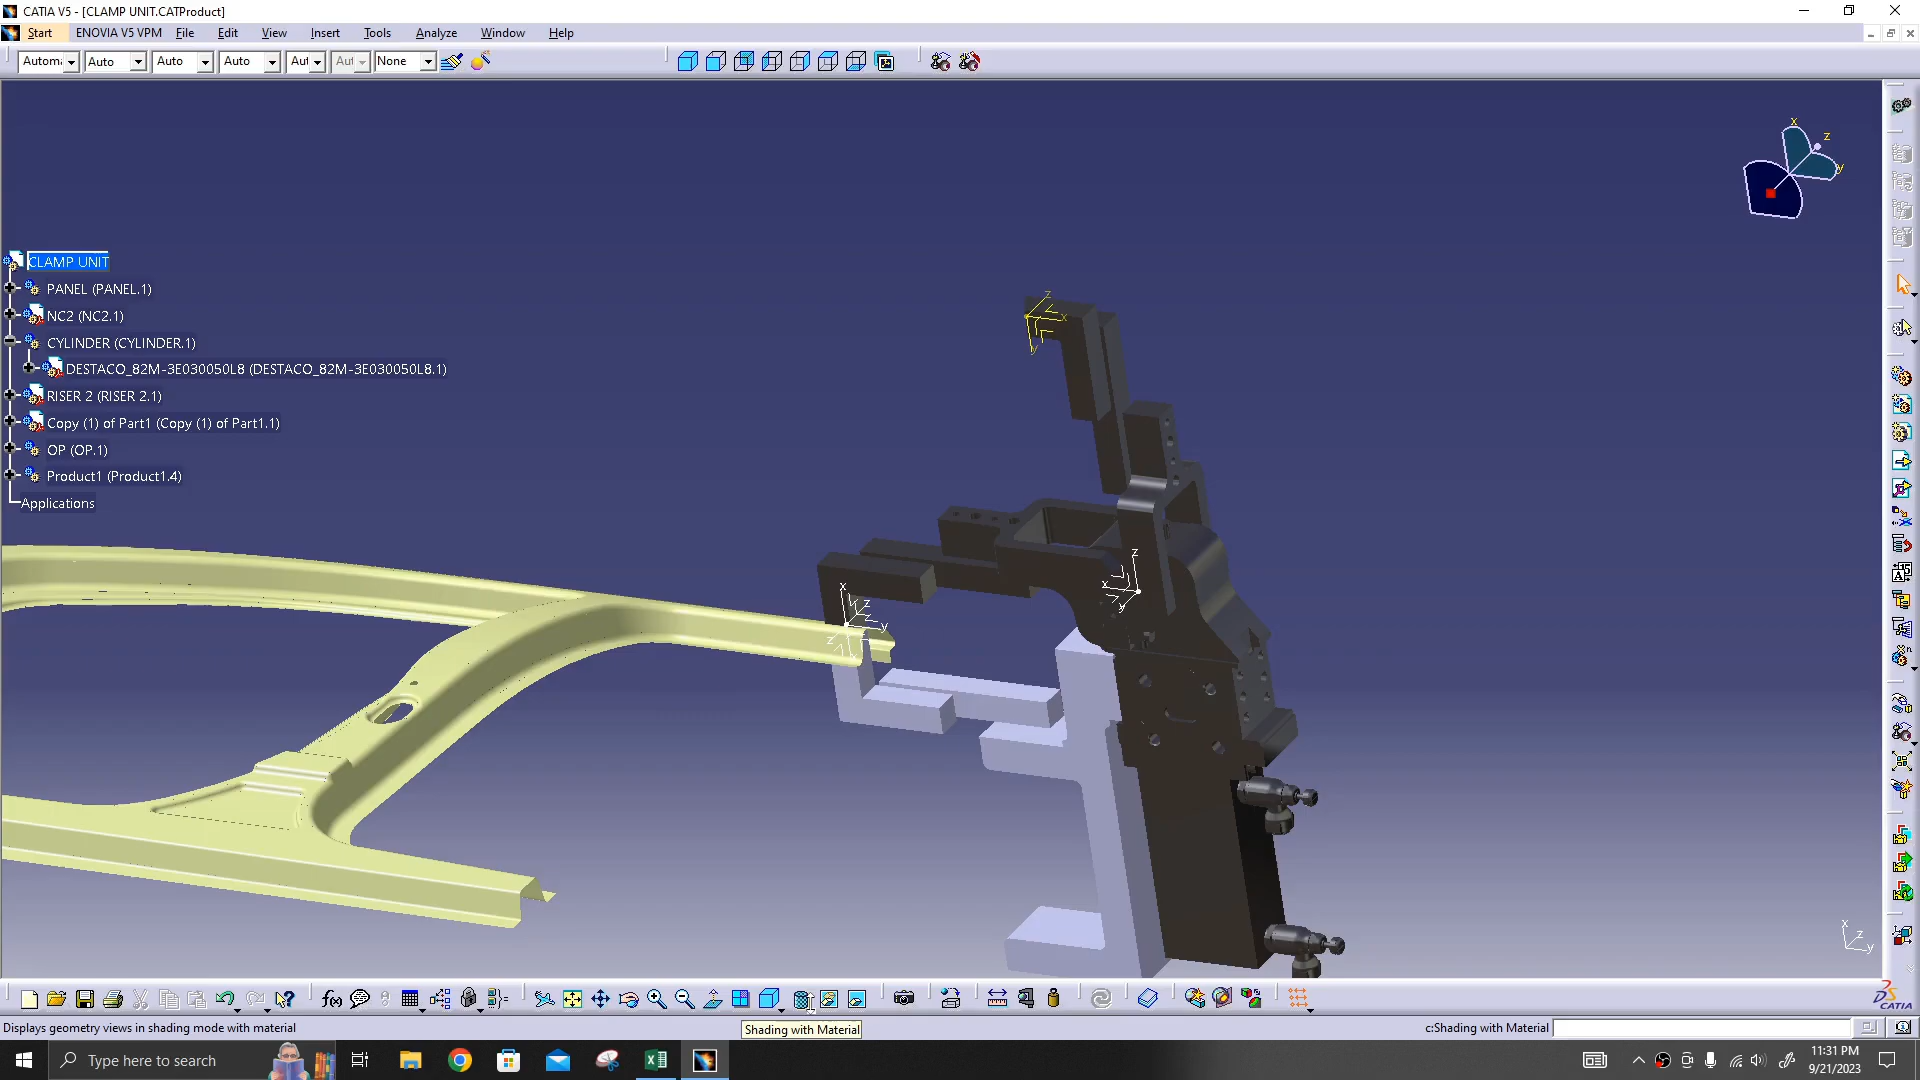 CATIA V5 - [CLAMP UNIT.CATProduct]
Start ENOVIA V5 VPM File Edit View Insert Tools Analyze Window Help
Auto Auto Auto None
x
z
y
CLAMP UNIT
PANEL (PANEL.1)
NC2 (NC2.1)
CYLINDER (CYLINDER.1)
DESTACO_82M-3E030050L8 (DESTACO_82M-3E030050L8.1)
RISER 2 (RISER 2.1)
Copy (1) of Part1 (Copy (1) of Part1.1)
OP (OP.1)
Product1 (Product1.4)
Applications
z
x
y
z
x
y
x
z
y
z
x
z
y
f(x)
CATIA
Displays geometry views in shading mode with material
Shading with Material
c:Shading with Material
Type here to search
11:31 PM
9/21/2023